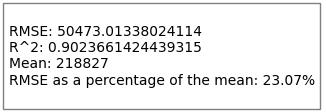 RMSE: 50473.01338024114
R^2: 0.9023661424439315
Mean: 218827
RMSE as a percentage of the mean: 23.07%